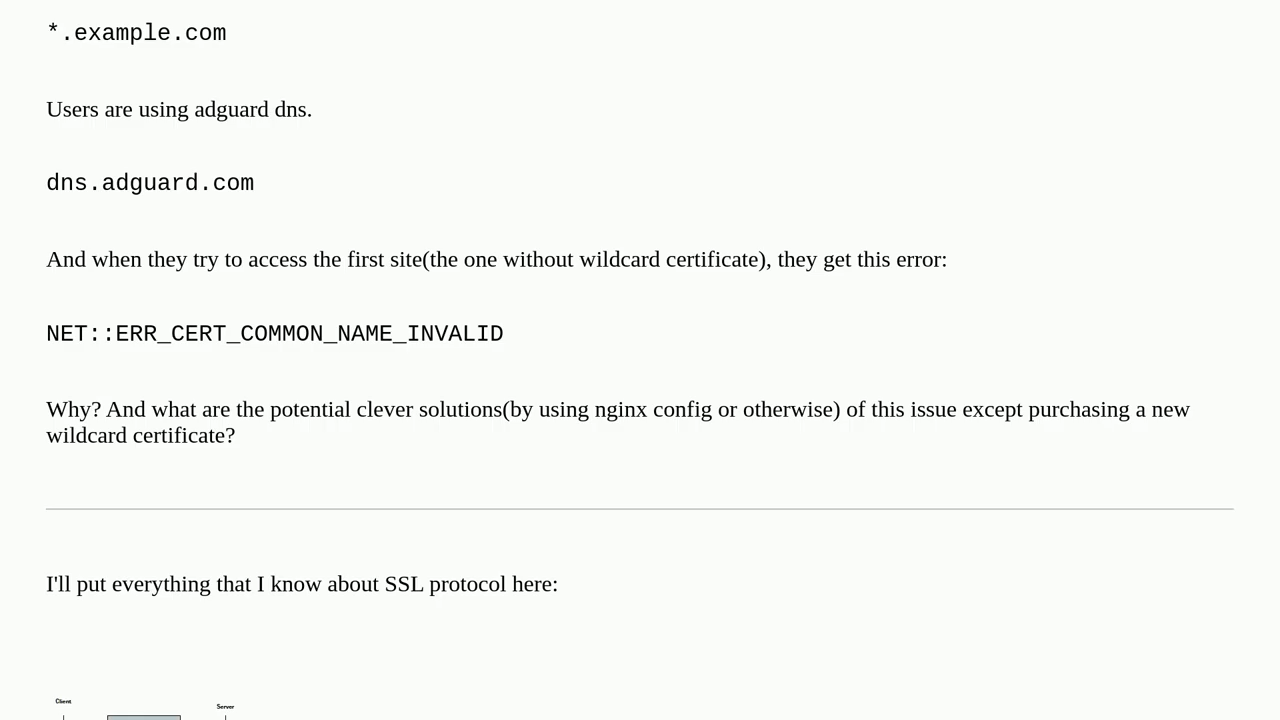 *.example.com
Users are using adguard dns.
dns.adguard.com
And when they try to access the first site(the one without wildcard certificate), they get this error:
NET::ERR_CERT_COMMON_NAME_INVALID
Why? And what are the potential clever solutions(by using nginx config or otherwise) of this issue except purchasing a new
wildcard certificate?
I'll put everything that I know about SSL protocol here:
Client
Server